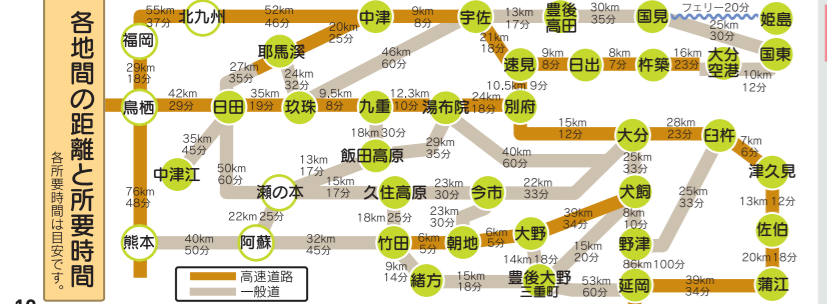 各地間の距離と所要時間
各所要時間は目安です。
55km
37分
北九州
52km
46分
中津
9km
8分
宇佐
13km
17分
豊後
高田
30km
35分
国見
フェリー20分
姫島
福岡
耶馬溪
20km
25分
46km
60分
21km
18分
25km
30分
国東
29km
18分
27km
35分
24km
32分
速見
9km
8分
日出
8km
7分
杵築
16km
23分
大分
空港
10km
12分
10.5km 9分
鳥栖
42km
29分
日田
35km
19分
玖珠
9.5km
8分
九重
12.3km
10分
湯布院
24km
18分
別府
15km
12分
大分
28km
23分
臼杵
7km
6分
津久見
35km
45分
中津江
50km
60分
18km 30分
飯田高原
29km
35分
40km
60分
25km
33分
13km
17分
瀬の本
15km
17分
久住高原
23km
30分
今市
22km
33分
犬飼
25km
33分
13km 12分
佐伯
76km
48分
22km 25分
18km 25分
23km
30分
39km
34分
8km
10分
野津
熊本
40km
50分
阿蘇
32km
45分
竹田
6km
5分
朝地
6km
5分
大野
15km
20分
20km 18分
14km 18分
86km 100分
9km
14分
緒方
15km
18分
豊後大野
三重町
53km
60分
延岡
39km
34分
蒲江
高速道路
一般道